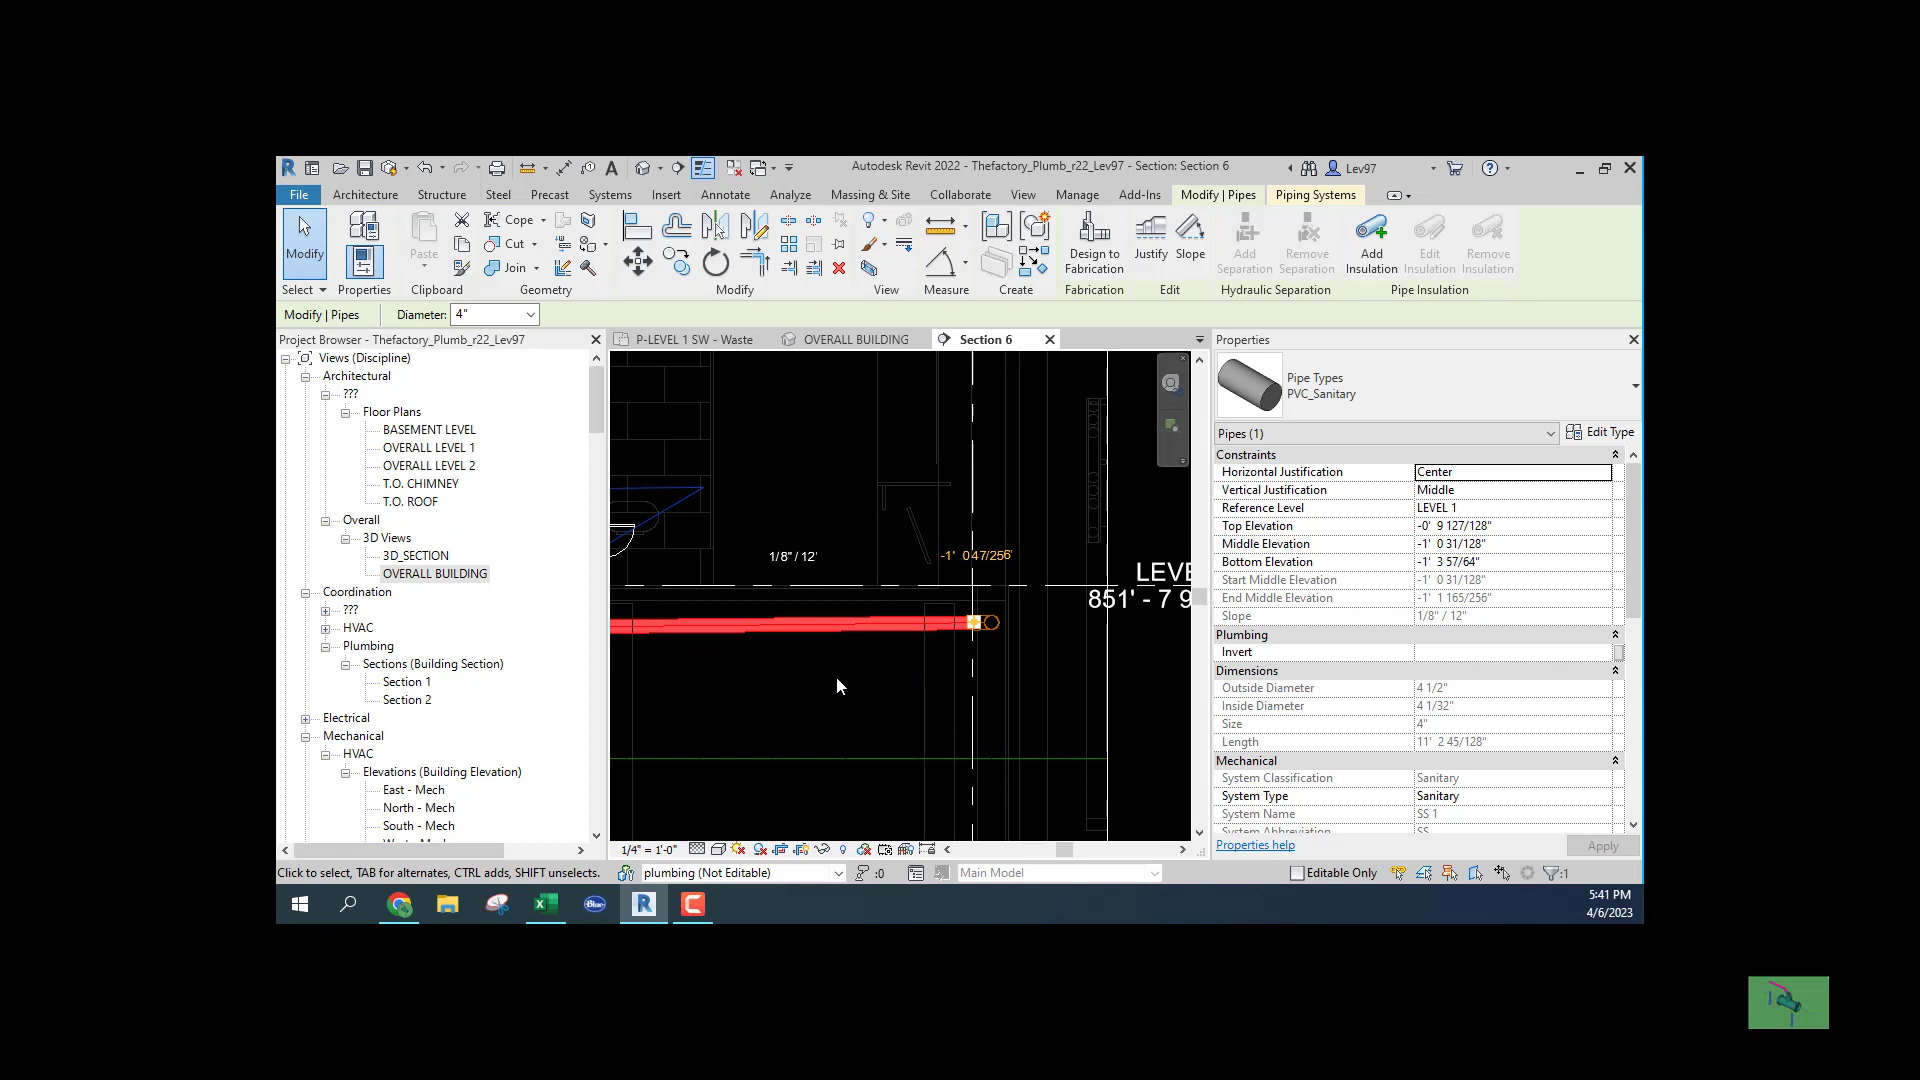 Autodesk Revit 2022 - Thefactory_Plumb_r22_Lev97 - Section: Section 6
Lev97
File Architecture Structure Steel Precast Systems Insert Annotate Analyze Massing & Site Collaborate View Manage Add-Ins Modify | Pipes Piping Systems
Modify Paste Cope Cut Join Design to Fabrication Justify Slope Add Separation Remove Separation Add Insulation Edit Insulation Remove Insulation
Select Properties Clipboard Geometry Modify View Measure Create Fabrication Edit Hydraulic Separation Pipe Insulation
Modify | Pipes Diameter: 4"
Project Browser - Thefactory_Plumb_r22_Lev97
Views (Discipline)
Architectural
???
Floor Plans
BASEMENT LEVEL
OVERALL LEVEL 1
OVERALL LEVEL 2
T.O. CHIMNEY
T.O. ROOF
Overall
3D Views
3D_SECTION
OVERALL BUILDING
Coordination
???
HVAC
Plumbing
Sections (Building Section)
Section 1
Section 2
Electrical
Mechanical
HVAC
Elevations (Building Elevation)
East - Mech
North - Mech
South - Mech
P-LEVEL 1 SW - Waste OVERALL BUILDING Section 6
1/8" / 12"
-1' 0 47/256"
LEVE
851' - 7 9
1/4" = 1'-0"
Properties
Pipe Types
PVC_Sanitary
Pipes (1) Edit Type
Constraints
Horizontal Justification Center
Vertical Justification Middle
Reference Level LEVEL 1
Top Elevation -0' 9 127/128"
Middle Elevation -1' 0 31/128"
Bottom Elevation -1' 3 57/64"
Start Middle Elevation -1' 0 31/128"
End Middle Elevation -1' 1 165/256"
Slope 1/8" / 12"
Plumbing
Invert
Dimensions
Outside Diameter 4 1/2"
Inside Diameter 4 1/32"
Size 4"
Length 11' 2 45/128"
Mechanical
System Classification Sanitary
System Type Sanitary
System Name SS 1
System Abbreviation SS
Properties help Apply
Click to select, TAB for alternates, CTRL adds, SHIFT unselects. plumbing (Not Editable) :0 Main Model Editable Only :1
Blue
5:41 PM
4/6/2023